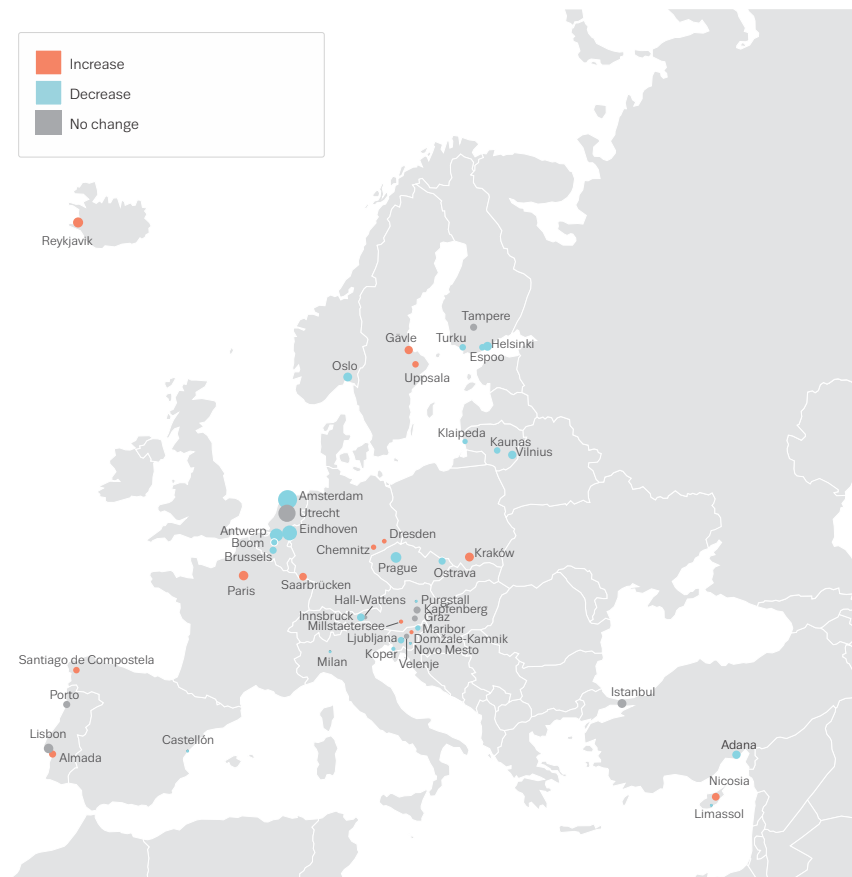 Increase
Decrease
No change
Reykjavik
Tampere
Gävle
Turku
Helsinki
Espoo
Oslo
Uppsala
Klaipeda
Kaunas
Vilnius
Amsterdam
Utrecht
Antwerp
Eindhoven
Dresden
Boom
Chemnitz
Brussels
Kraków
Prague
Ostrava
Paris
Saarbrücken
Hall-Wattens
Purgstall
Kapfenberg
Innsbruck
Graz
Millstaetersee
Maribor
Ljubljana
Domžale-Kamnik
Koper
Novo Mesto
Milan
Velenje
Santiago de Compostela
Porto
Istanbul
Lisbon
Castellón
Almada
Adana
Nicosia
Limassol